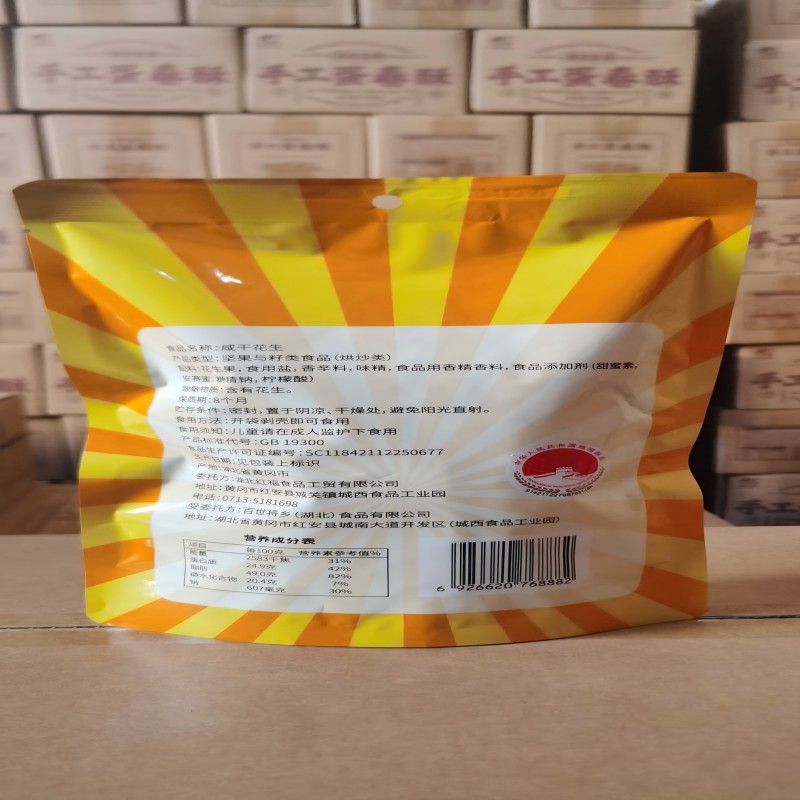 手工蛋卷酥
手工蛋卷酥
手工蛋卷酥
食品名称:咸干花生
产品类型:坚果与籽类食品(烘炒类)
配料:花生果,食用盐,香辛料,味精,食品用香精香料,食品添加剂(甜蜜素,
安赛蜜,糖精钠,柠檬酸)
致敏物质:含有花生。
保质期:8个月
贮存条件:密封,置于阴凉、干燥处,避免阳光直射。
食用方法:开袋剥壳即可食用
食用须知:儿童请在成人监护下食用
产品标准代号:GB 19300
食品生产许可证编号:SC11842112250677
生产日期:见包装上标识
产地:湖北省黄冈市
委托方:湖北红福食品工贸有限公司
地址:黄冈市红安县城关镇城西食品工业园
电话:0713-5181698
受委托方:百世将乡(湖北)食品有限公司
地址:湖北省黄冈市红安县城南大道开发区(城西食品工业园)
营养成分表
项目 每100克 营养素参考值%
能量 2583千焦 31%
蛋白质 24.9克 42%
脂肪 49.0克 82%
碳水化合物 20.4克 7%
钠 607毫克 30%
6 926620 768882